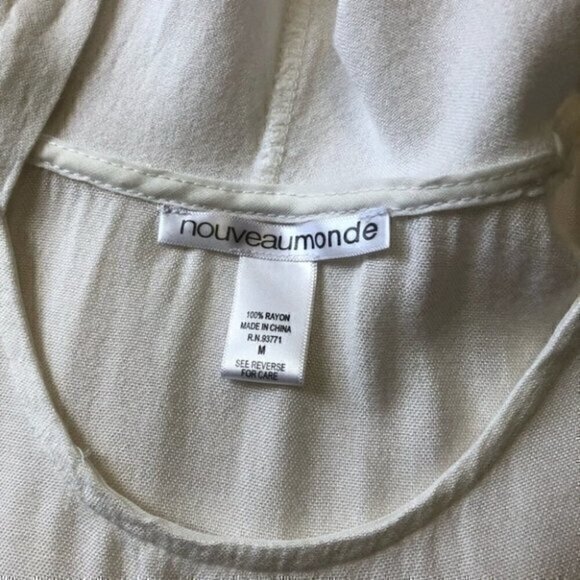 nouveaumonde
100% RAYON
MADE IN CHINA
R.N.93771
M
SEE REVERSE
FOR CARE